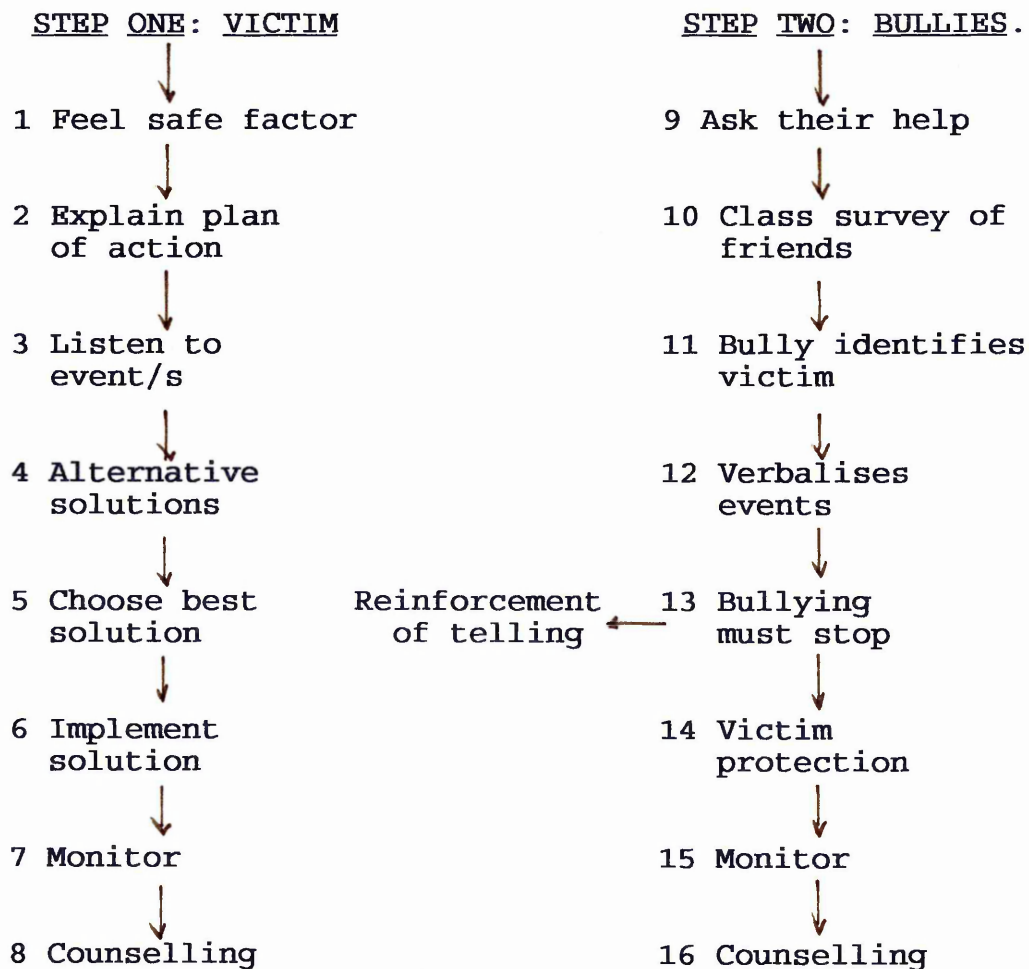 STEP ONE: VICTIM
1 Feel safe factor
2 Explain plan
of action
3 Listen to
event/s
4 Alternative
solutions
5 Choose best
solution
6 Implement
solution
7 Monitor
8 Counselling
STEP TWO: BULLIES.
9 Ask their help
10 Class survey of
friends
11 Bully identifies
victim
12 Verbalises
events
13 Bullying
must stop
Reinforcement
of telling
14 Victim
protection
15 Monitor
16 Counselling